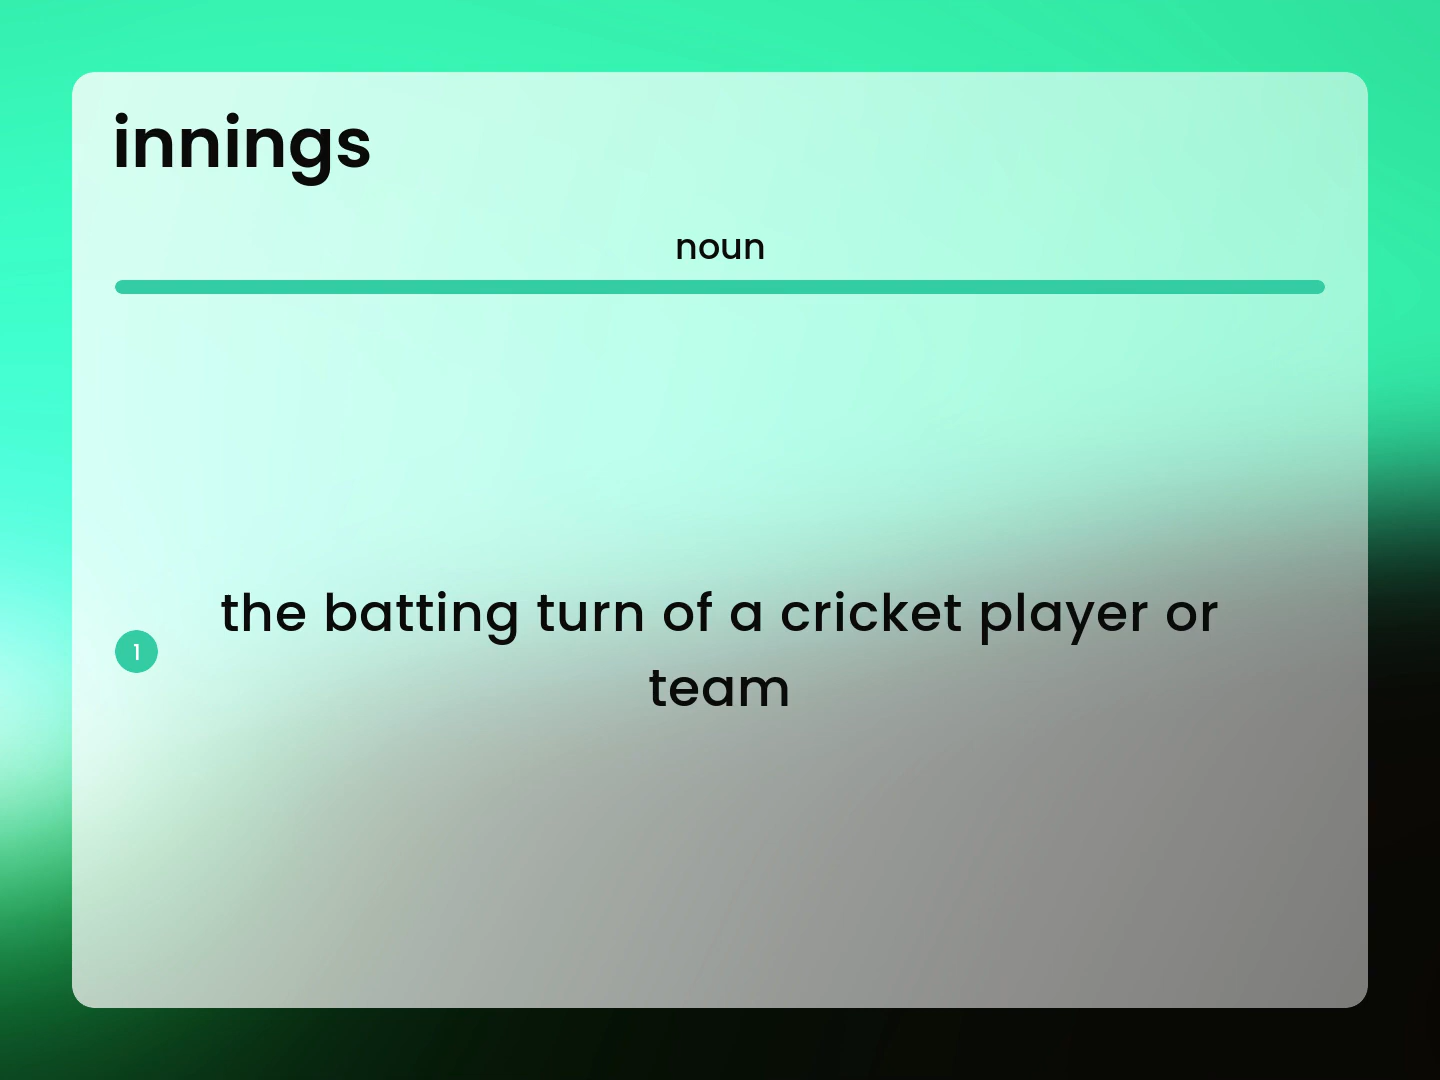 innings
noun
the batting turn of a cricket player or
1
team